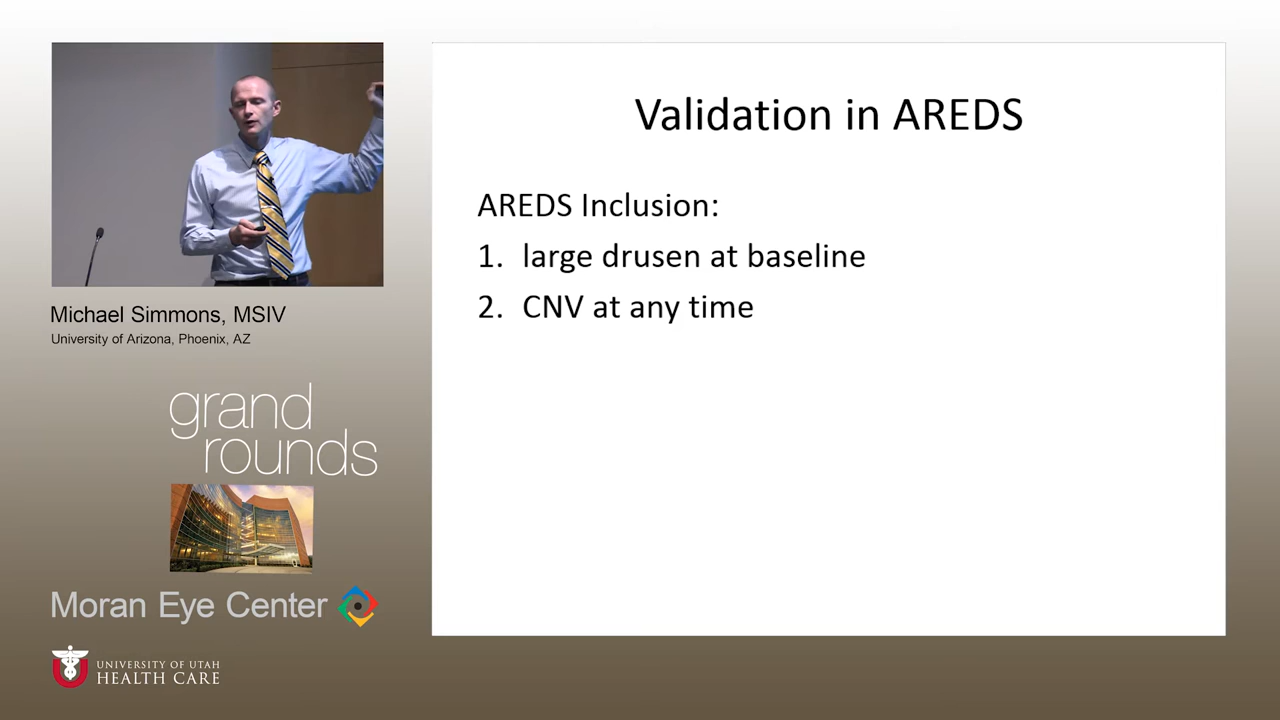 Validation in AREDS
AREDS Inclusion:
1. large drusen at baseline
2. CNV at any time
Michael Simmons, MSIV
University of Arizona, Phoenix, AZ
grand
rounds
Moran Eye Center
UNIVERSITY OF UTAH
HEALTH CARE